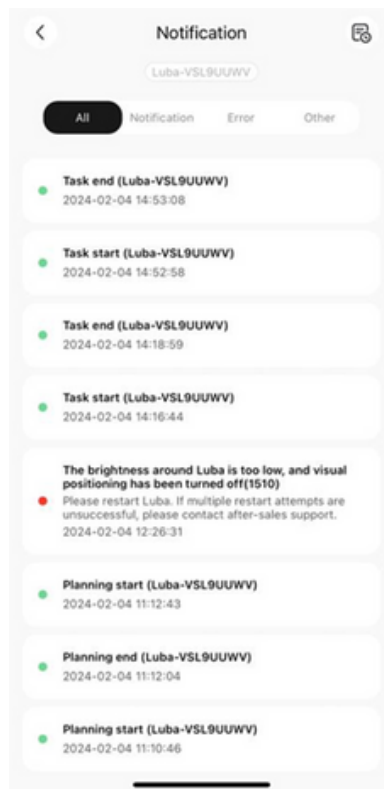 Notification
Luba-VSL9UUWV
All Notification Error Other
Task end (Luba-VSL9UUWV)
2024-02-04 14:53:08
Task start (Luba-VSL9UUWV)
2024-02-04 14:52:58
Task end (Luba-VSL9UUWV)
2024-02-04 14:18:59
Task start (Luba-VSL9UUWV)
2024-02-04 14:16:44
The brightness around Luba is too low, and visual
positioning has been turned off(1510)
Please restart Luba. If multiple restart attempts are
unsuccessful, please contact after-sales support.
2024-02-04 12:26:31
Planning start (Luba-VSL9UUWV)
2024-02-04 11:12:43
Planning end (Luba-VSL9UUWV)
2024-02-04 11:12:04
Planning start (Luba-VSL9UUWV)
2024-02-04 11:10:46